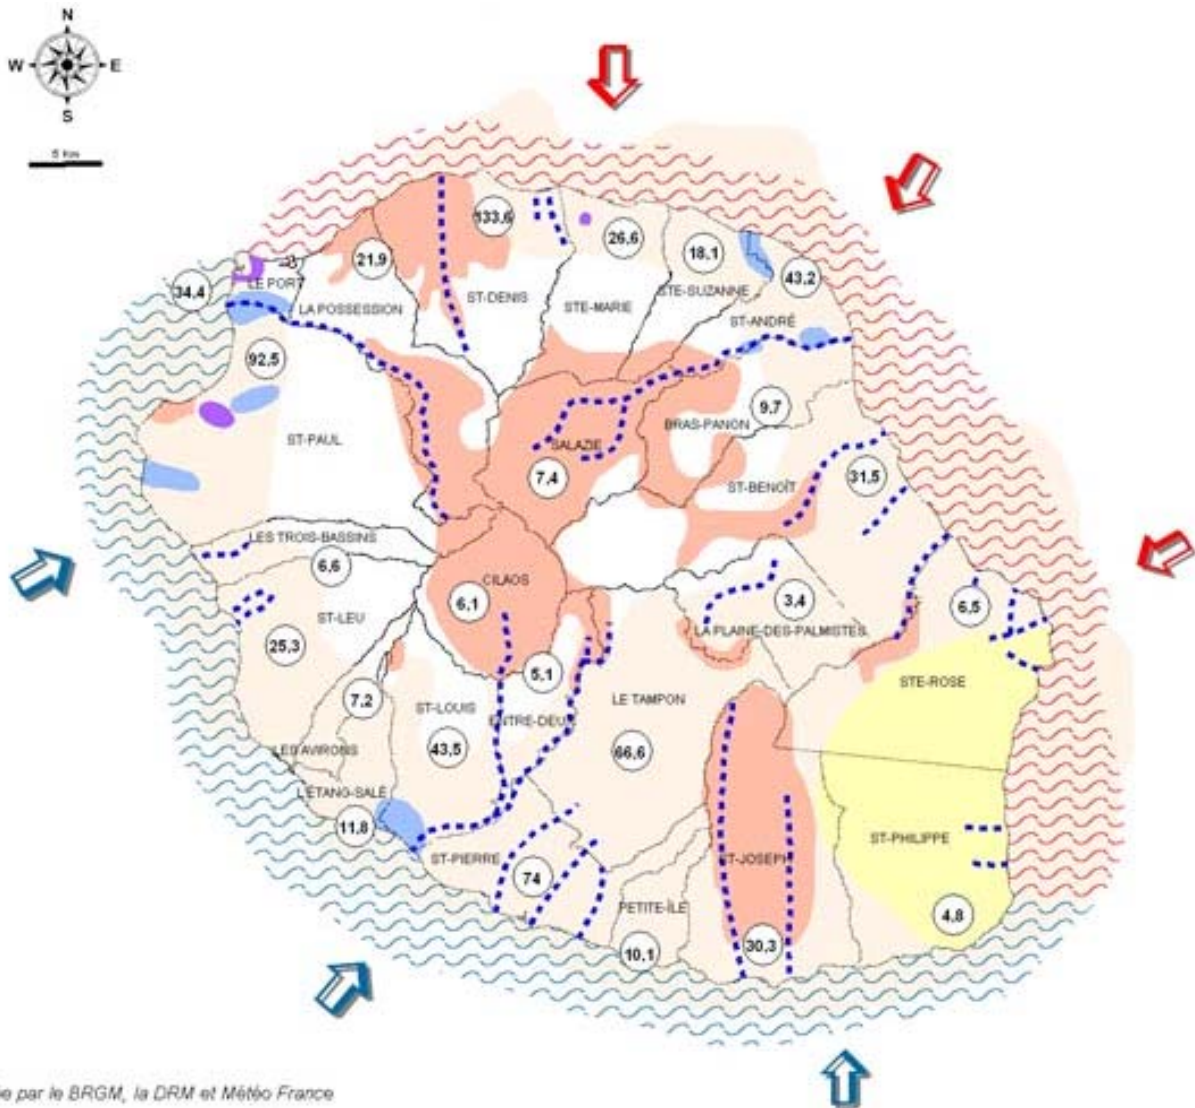 N
W E
S
5 Km
133,6
26,6
21,9
18.1
43,2
34.4
LE PORT
LA POSSESSION
ST-DENIS
STE-MARIE
STE-SUZANNE
ST-ANDRÉ
92,5
9.7
ST-PAUL
SALAZIE
BRAS-PANON
7,4
ST-BENOÎT
31,5
LES TROIS-BASSINS
6,6
CILAOS
6,1
3,4
6,5
ST-LEU
LA PLAINE-DES-PALMISTES
25,3
5,1
7.2
STE-ROSE
ST-LOUIS
LE TAMPON
ENTRE-DEUX
43,5
66,6
LES AVIRONS
L'ÉTANG-SALÉ
11,8
ST-PIERRE
ST-JOSEPH
ST-PHILIPPE
74
PETITE-ÎLE
4,8
10,1
30,3
e par le BRGM, la DRM et Météo France